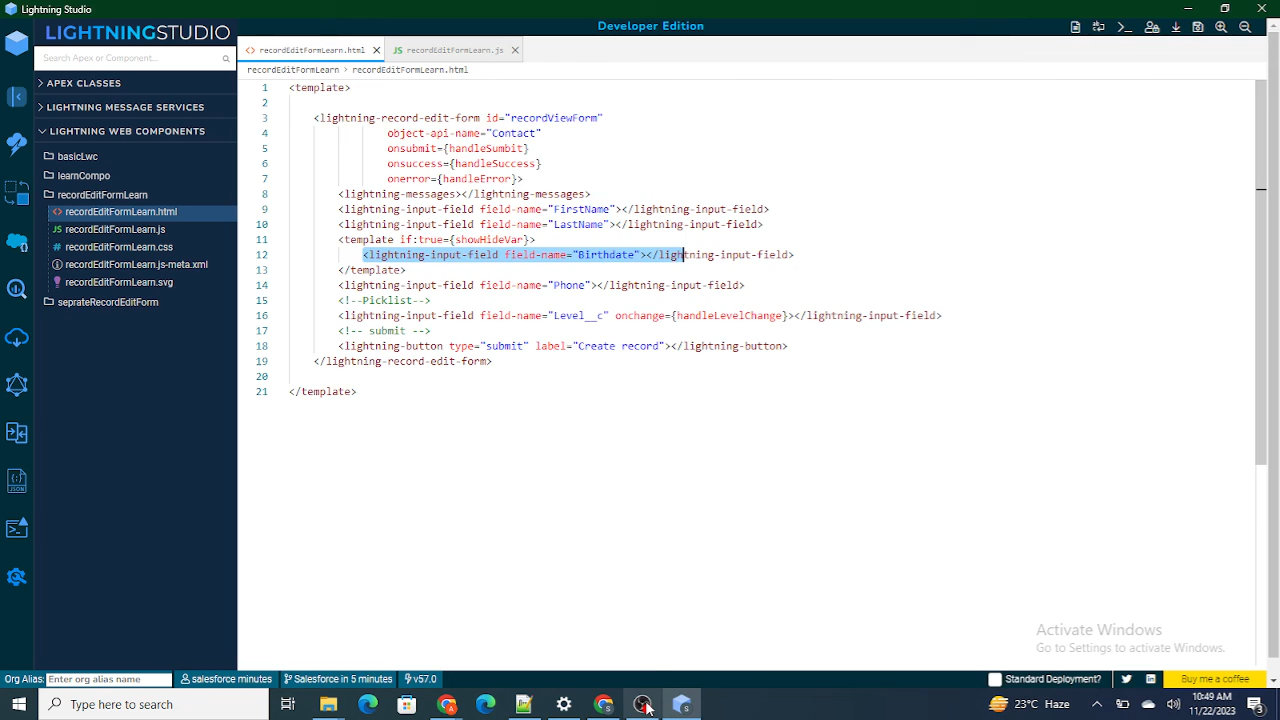 Lightning Studio
Developer Edition
LIGHTNINGSTUDIO
Search Apex or Component...
APEX CLASSES
LIGHTNING MESSAGE SERVICES
LIGHTNING WEB COMPONENTS
basicLwc
learnCompo
recordEditFormLearn
recordEditFormLearn.html
recordEditFormLearn.js
recordEditFormLearn.css
recordEditFormLearn.js-meta.xml
recordEditFormLearn.svg
seprateRecordEditForm
recordEditFormLearn.html
JS recordEditFormLearn.js
recordEditFormLearn > recordEditFormLearn.html
1 <template>
2
3 <lightning-record-edit-form id="recordViewForm"
4 object-api-name="Contact"
5 onsubmit={handleSumbit}
6 onsuccess={handleSuccess}
7 onerror={handleError}>
8 <lightning-messages></lightning-messages>
9 <lightning-input-field field-name="FirstName"></lightning-input-field>
10 <lightning-input-field field-name="LastName"></lightning-input-field>
11 <template if:true={showHideVar}>
12 <lightning-input-field field-name="Birthdate"></lightning-input-field>
13 </template>
14 <lightning-input-field field-name="Phone"></lightning-input-field>
15 <!--Picklist-->
16 <lightning-input-field field-name="Level__c" onchange={handleLevelChange}></lightning-input-field>
17 <!-- submit -->
18 <lightning-button type="submit" label="Create record"></lightning-button>
19 </lightning-record-edit-form>
20
21 </template>
Activate Windows
Go to Settings to activate Windows.
Org Alias: Enter org alias name
salesforce minutes
Salesforce in 5 minutes
v57.0
Standard Deployment?
Buy me a coffee
Type here to search
23°C Haze
10:49 AM
11/22/2023
3